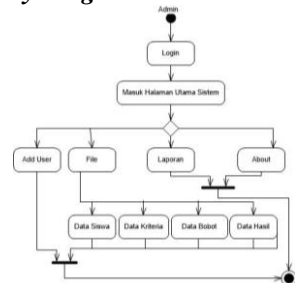 Admin
Login
Masuk Halaman Utama Sistem
Add User
File
Laporan
About
Data Siswa
Data Kriteria
Data Bobot
Data Hasil